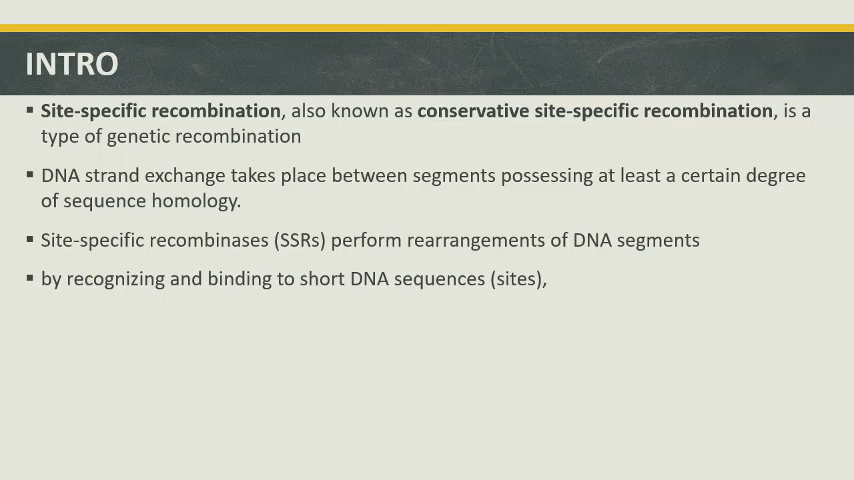 INTRO
▪ Site-specific recombination, also known as conservative site-specific recombination, is a
type of genetic recombination
▪ DNA strand exchange takes place between segments possessing at least a certain degree
of sequence homology.
▪ Site-specific recombinases (SSRs) perform rearrangements of DNA segments
▪ by recognizing and binding to short DNA sequences (sites),